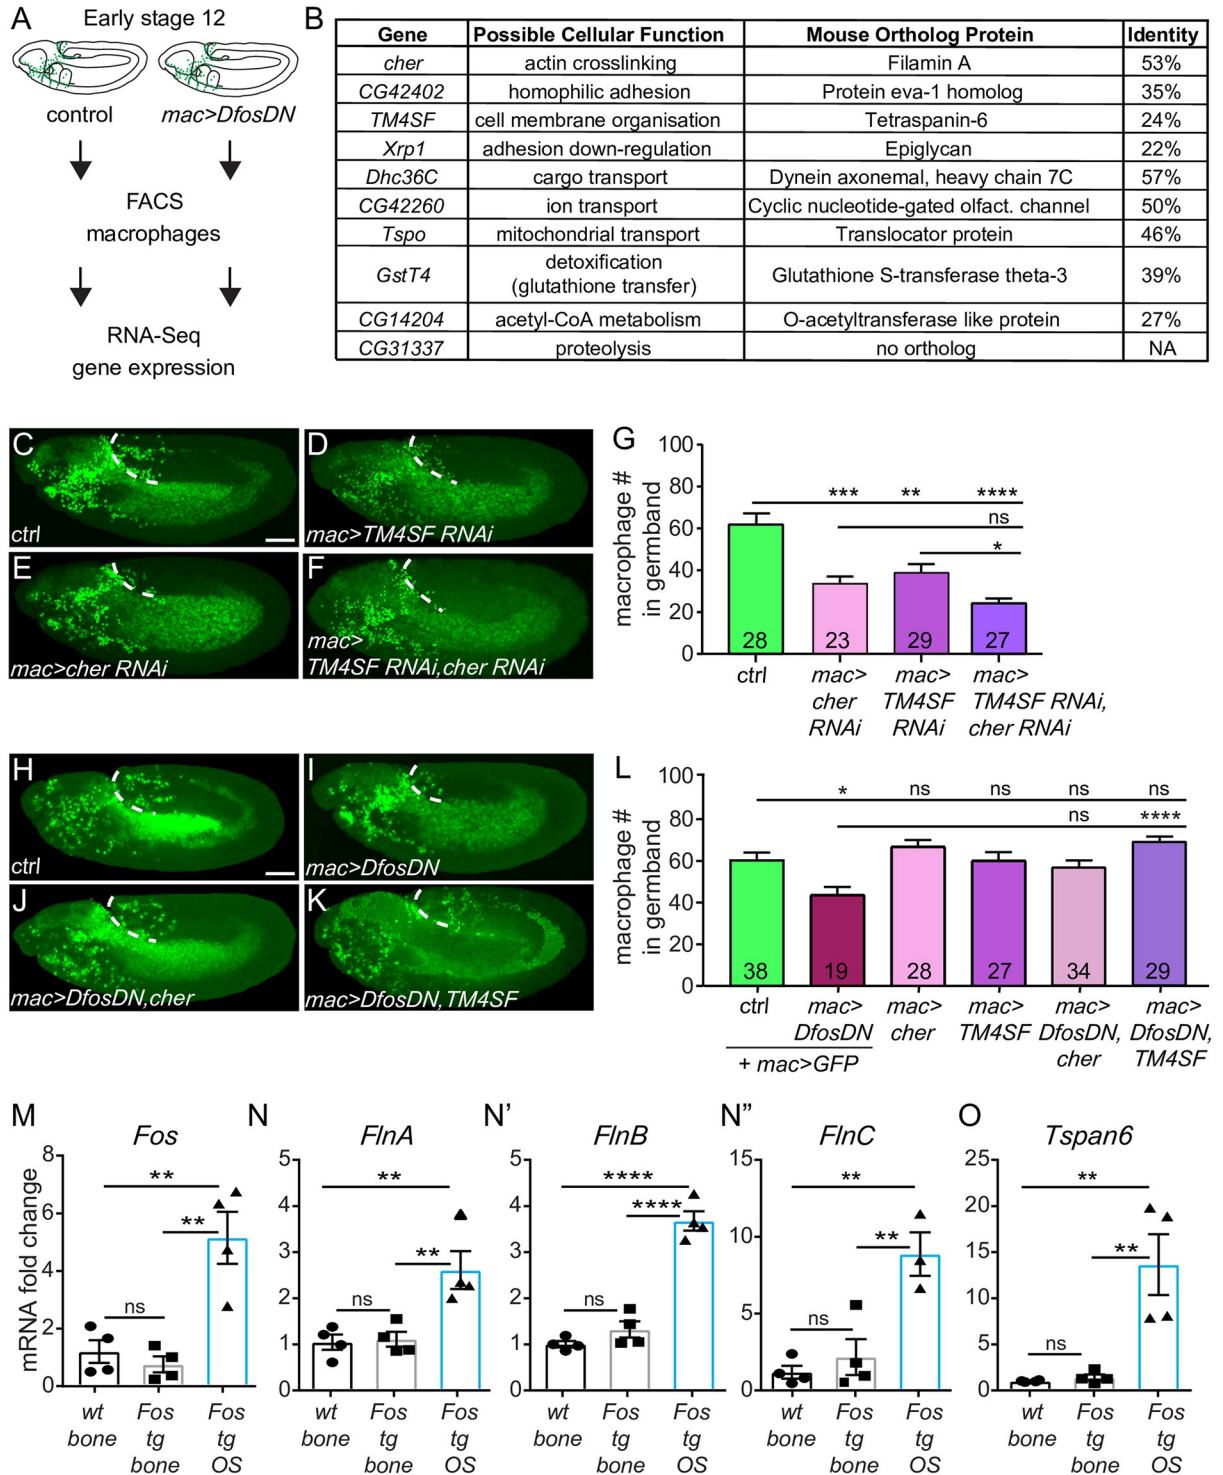 A
Early stage 12
control
mac>DfosDN
FACS
macrophages
RNA-Seq
gene expression
B
Gene Possible Cellular Function Mouse Ortholog Protein Identity
cher actin crosslinking Filamin A 53%
CG42402 homophilic adhesion Protein eva-1 homolog 35%
TM4SF cell membrane organisation Tetraspanin-6 24%
Xrp1 adhesion down-regulation Epiglycan 22%
Dhc36C cargo transport Dynein axonemal, heavy chain 7C 57%
CG42260 ion transport Cyclic nucleotide-gated olfact. channel 50%
Tspo mitochondrial transport Translocator protein 46%
GstT4 detoxification (glutathione transfer) Glutathione S-transferase theta-3 39%
CG14204 acetyl-CoA metabolism O-acetyltransferase like protein 27%
CG31337 proteolysis no ortholog NA
C
ctrl
D
mac>TM4SF RNAi
E
mac>cher RNAi
F
mac>
TM4SF RNAi,cher RNAi
G
macrophage #
in germband
100
80
60
40
20
0
*** ** ****
ns
*
28 23 29 27
ctrl
mac>
cher
RNAi
mac>
TM4SF
RNAi
mac>
TM4SF RNAi,
cher RNAi
H
ctrl
I
mac>DfosDN
J
mac>DfosDN,cher
K
mac>DfosDN,TM4SF
L
macrophage #
in germband
100
80
60
40
20
0
* ns ns ns ns
ns ****
38 19 28 27 34 29
ctrl
mac>
DfosDN
+ mac>GFP
mac>
cher
mac>
TM4SF
mac>
DfosDN,
cher
mac>
DfosDN,
TM4SF
M
Fos
mRNA fold change
8
6
4
2
0
**
**
ns
wt
bone
Fos
tg
bone
Fos
tg
OS
N
FlnA
5
4
3
2
1
0
**
**
ns
wt
bone
Fos
tg
bone
Fos
tg
OS
N'
FlnB
5
4
3
2
1
0
****
****
ns
wt
bone
Fos
tg
bone
Fos
tg
OS
N"
FlnC
15
10
5
0
**
**
ns
wt
bone
Fos
tg
bone
Fos
tg
OS
O
Tspan6
25
20
15
10
5
0
**
**
ns
wt
bone
Fos
tg
bone
Fos
tg
OS